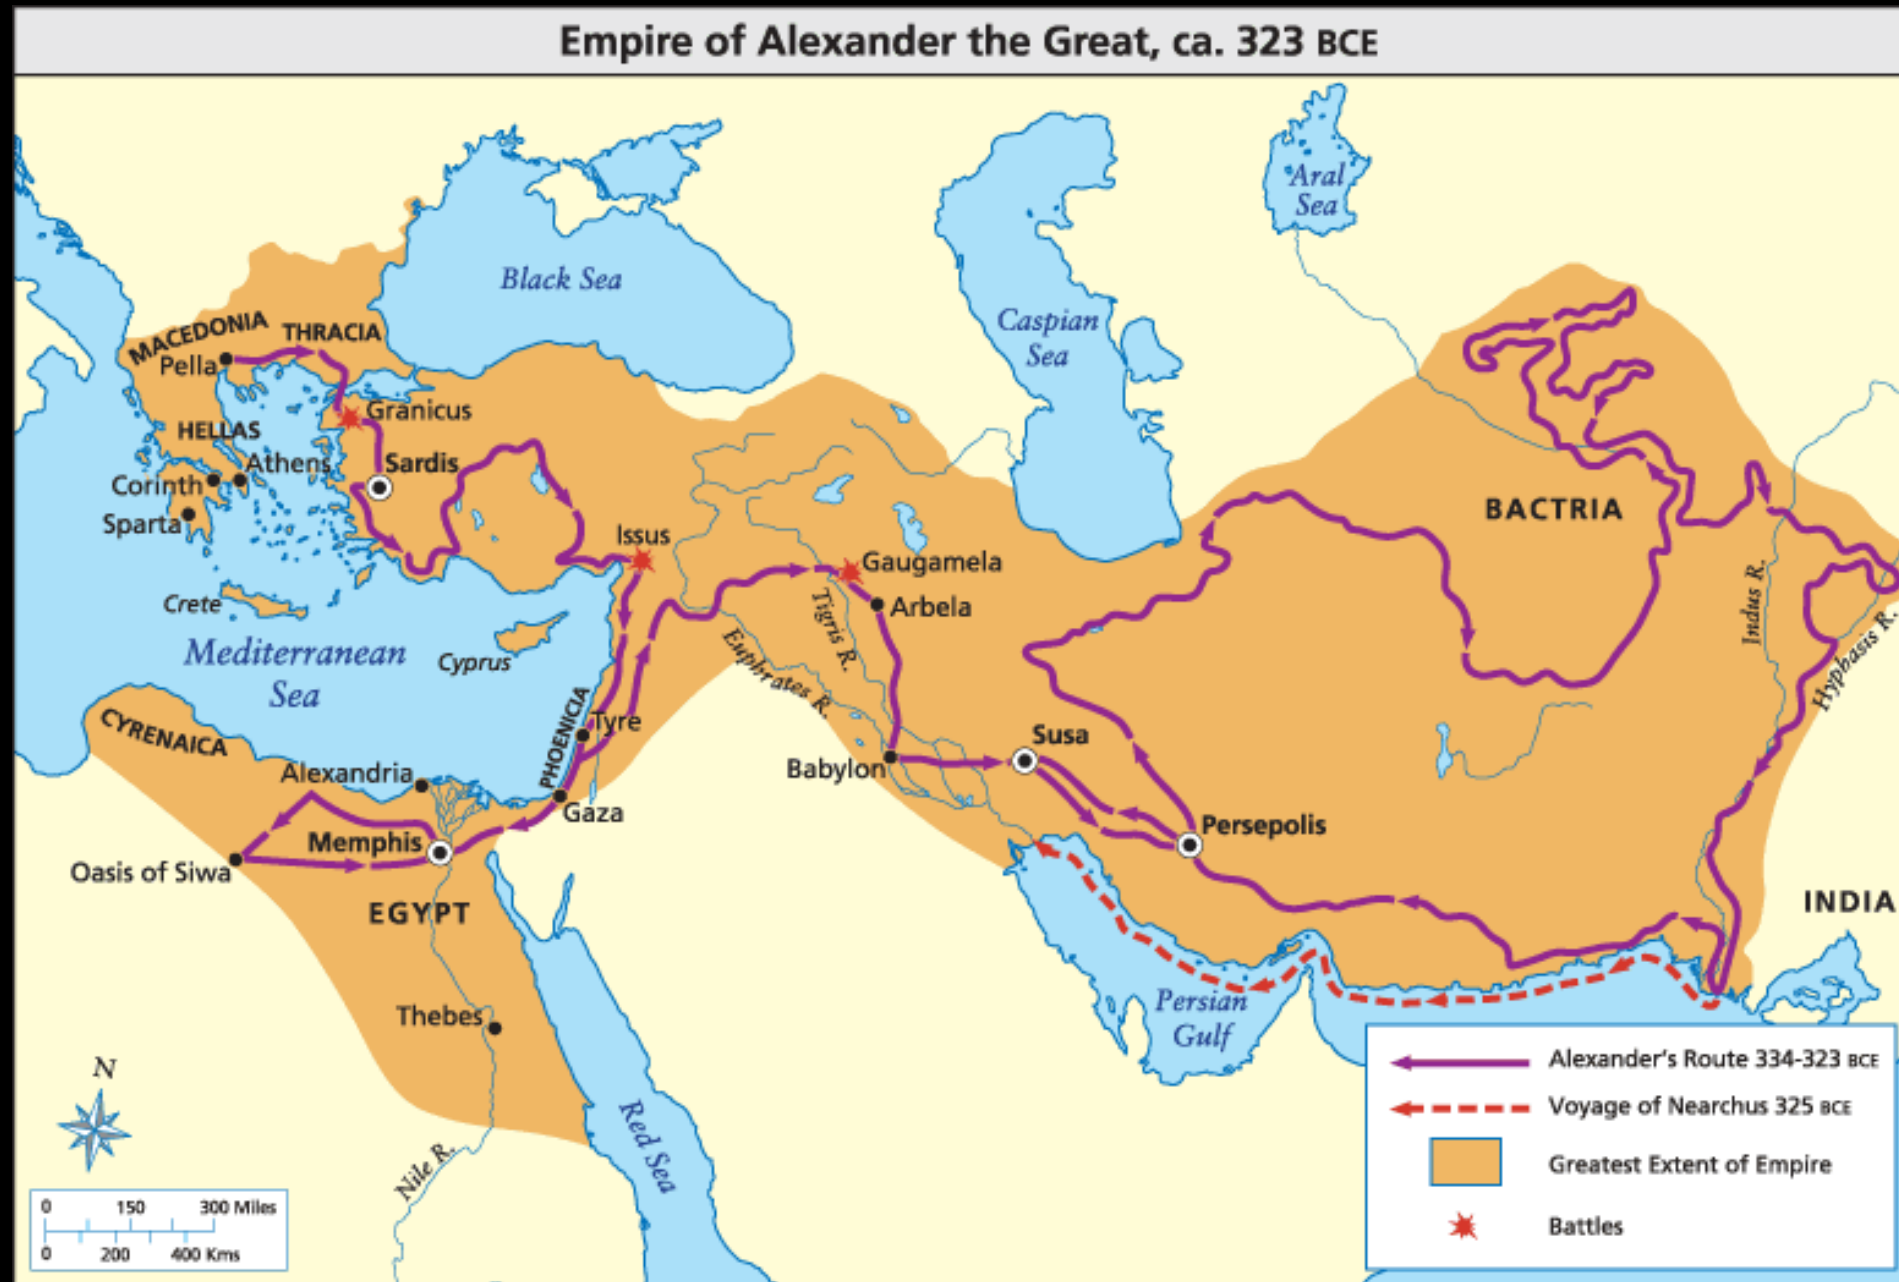 Empire of Alexander the Great, ca. 323 BCE
Aral
Sea
Black Sea
Caspian
Sea
MACEDONIA
THRACIA
Pella
Granicus
HELLAS
Athens
Sardis
Corinth
Sparta
Issus
BACTRIA
Gaugamela
Arbela
Crete
Tigris R.
Indus R.
Mediterranean
Sea
Cyprus
Euphrates R.
Hyphasis R.
CYRENAICA
PHOENICIA
Tyre
Susa
Babylon
Alexandria
Gaza
Memphis
Persepolis
Oasis of Siwa
EGYPT
INDIA
Thebes
Persian
Gulf
N
Nile R.
Red Sea
0 150 300 Miles
0 200 400 Kms
Alexander's Route 334-323 BCE
Voyage of Nearchus 325 BCE
Greatest Extent of Empire
Battles